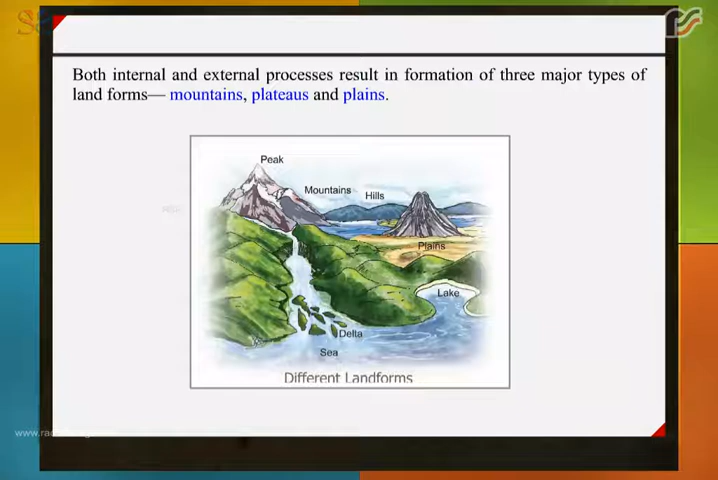 Both internal and external processes result in formation of three major types of
land forms— mountains, plateaus and plains.
Peak
Mountains
Hills
Plains
Lake
Delta
Sea
Different Landforms